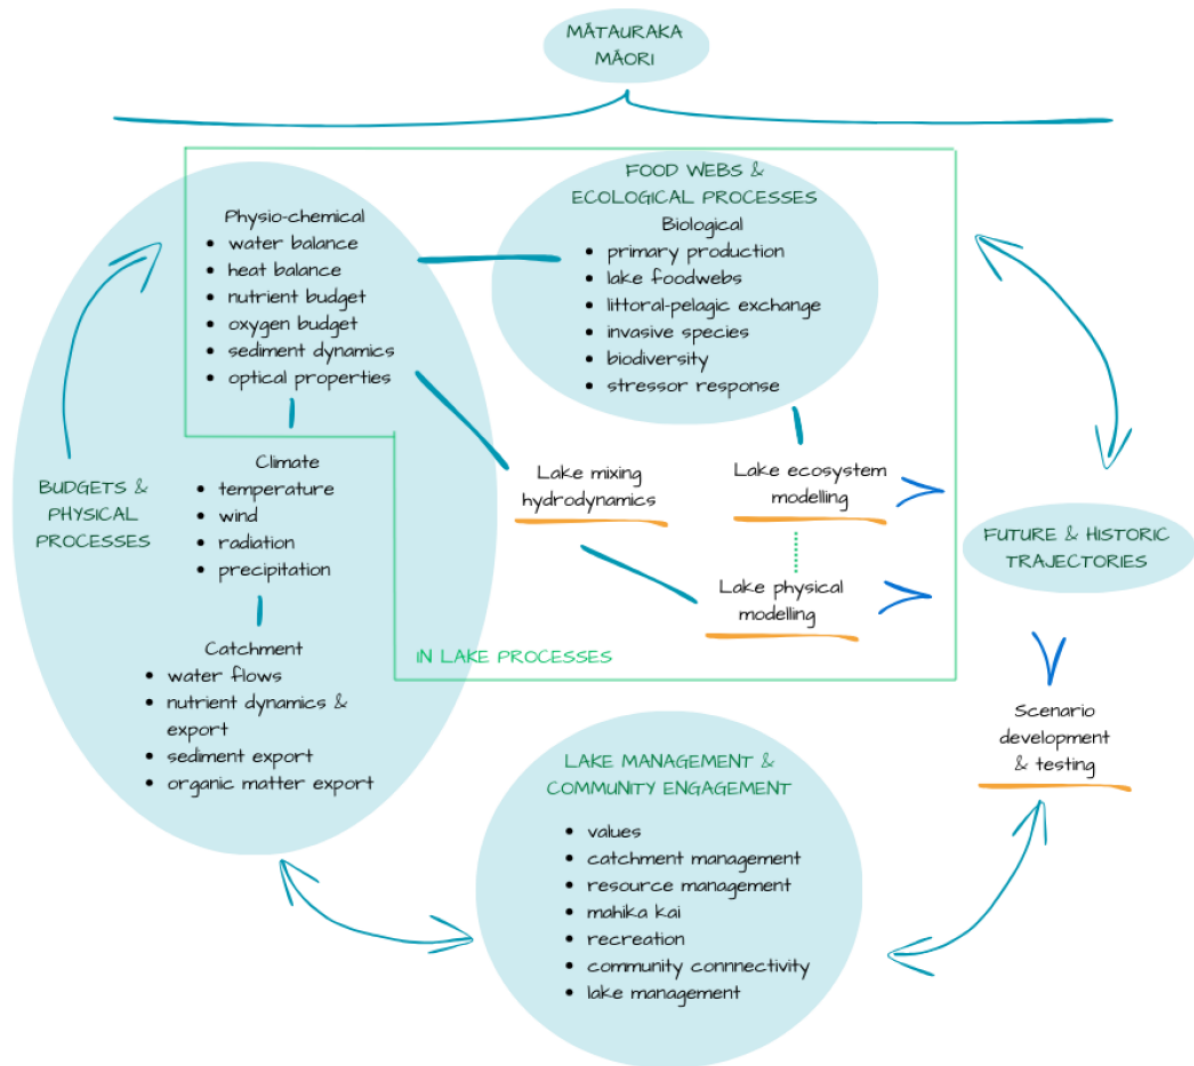 MĀTAURAKA
MĀORI
FOOD WEBS &
ECOLOGICAL PROCESSES
Biological
• primary production
• lake foodwebs
• littoral-pelagic exchange
• invasive species
• biodiversity
• stressor response
Physio-chemical
• water balance
• heat balance
• nutrient budget
• oxygen budget
• sediment dynamics
• optical properties
BUDGETS &
PHYSICAL
PROCESSES
Climate
• temperature
• wind
• radiation
• precipitation
Catchment
• water flows
• nutrient dynamics &
export
• sediment export
• organic matter export
Lake mixing
hydrodynamics
Lake ecosystem
modelling
Lake physical
modelling
IN LAKE PROCESSES
FUTURE & HISTORIC
TRAJECTORIES
Scenario
development
& testing
LAKE MANAGEMENT &
COMMUNITY ENGAGEMENT
• values
• catchment management
• resource management
• mahika kai
• recreation
• community connnectivity
• lake management